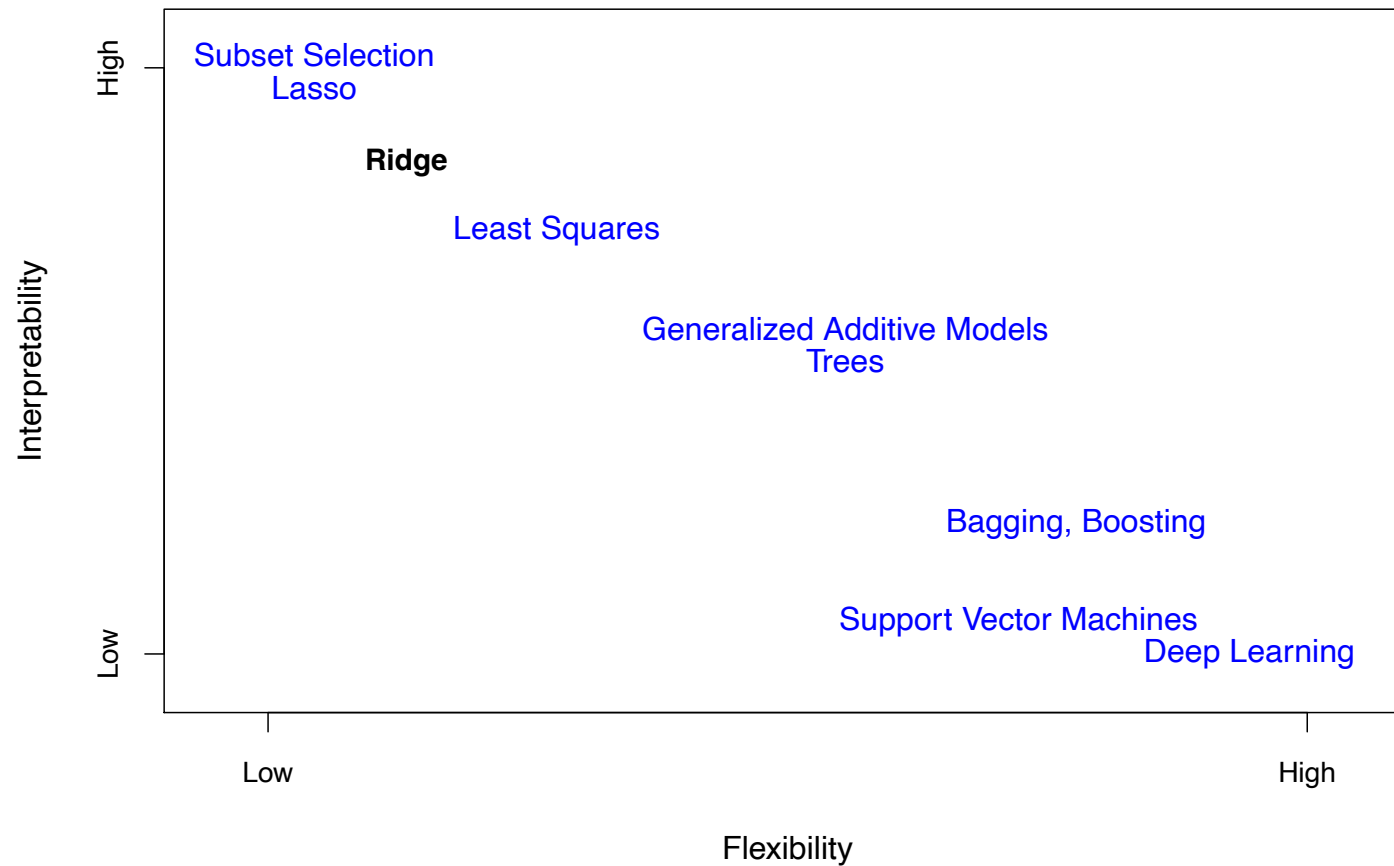 High
Subset Selection
Lasso
Ridge
Least Squares
Interpretability
Generalized Additive Models
Trees
Bagging, Boosting
Support Vector Machines
Low
Deep Learning
Low
High
Flexibility